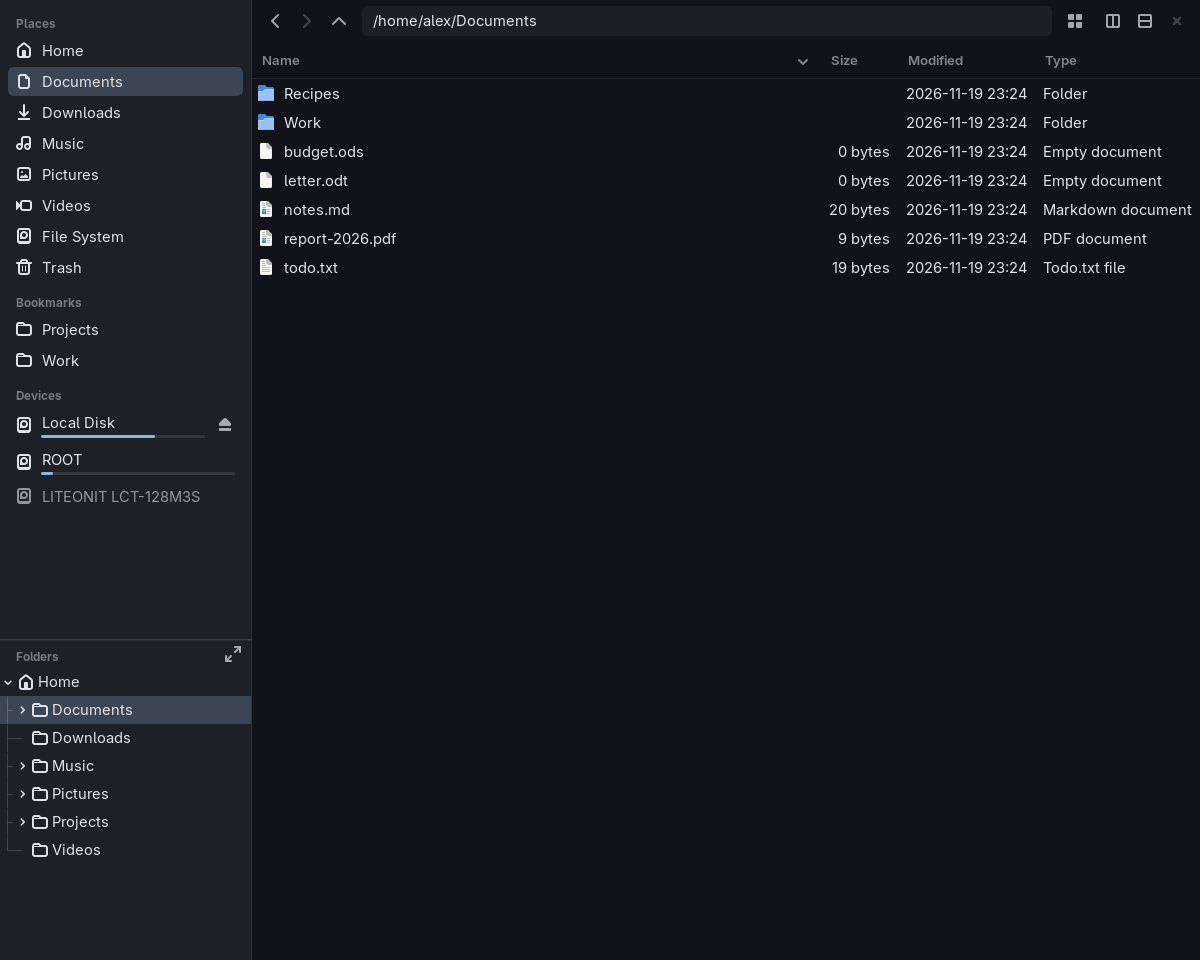 Places
Home
Documents
Downloads
Music
Pictures
Videos
File System
Trash
Bookmarks
Projects
Work
Devices
Local Disk
ROOT
LITEONIT LCT-128M3S
Folders
Home
Documents
Downloads
Music
Pictures
Projects
Videos
/home/alex/Documents
Name Size Modified Type
Recipes 2026-11-19 23:24 Folder
Work 2026-11-19 23:24 Folder
budget.ods 0 bytes 2026-11-19 23:24 Empty document
letter.odt 0 bytes 2026-11-19 23:24 Empty document
notes.md 20 bytes 2026-11-19 23:24 Markdown document
report-2026.pdf 9 bytes 2026-11-19 23:24 PDF document
todo.txt 19 bytes 2026-11-19 23:24 Todo.txt file